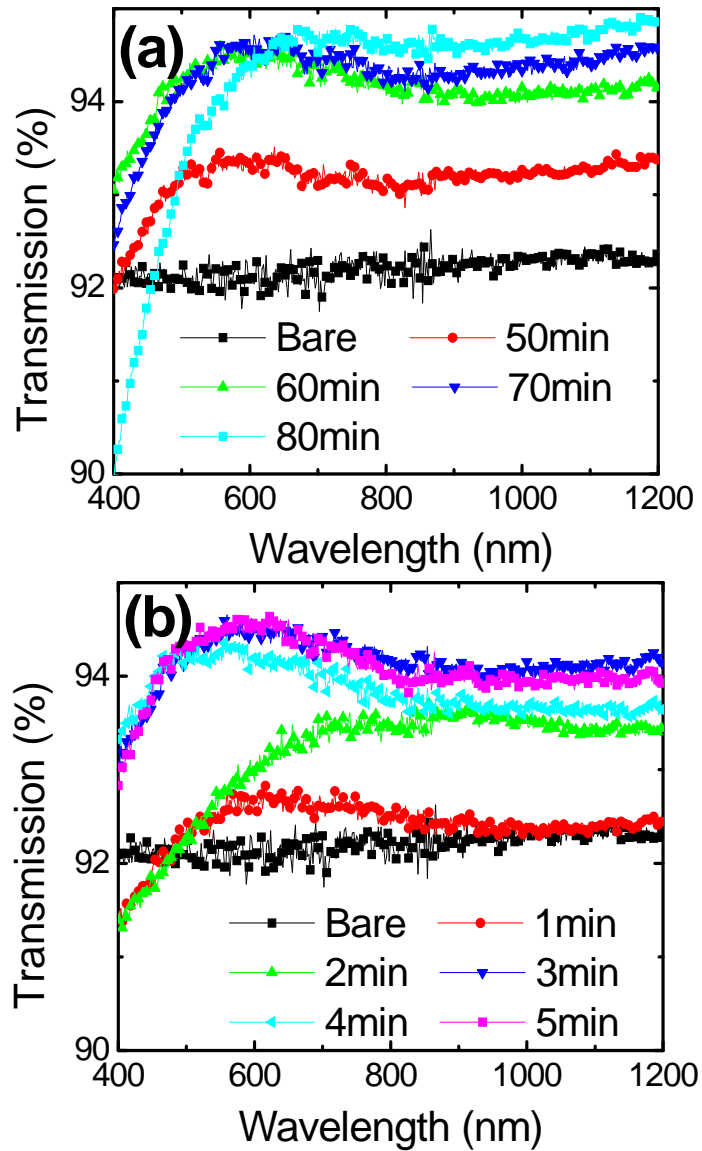 (a)
Transmission (%)
94
92
90
Bare 50min
60min 70min
80min
400 600 800 1000 1200
Wavelength (nm)
(b)
Transmission (%)
94
92
90
Bare 1min
2min 3min
4min 5min
400 600 800 1000 1200
Wavelength (nm)